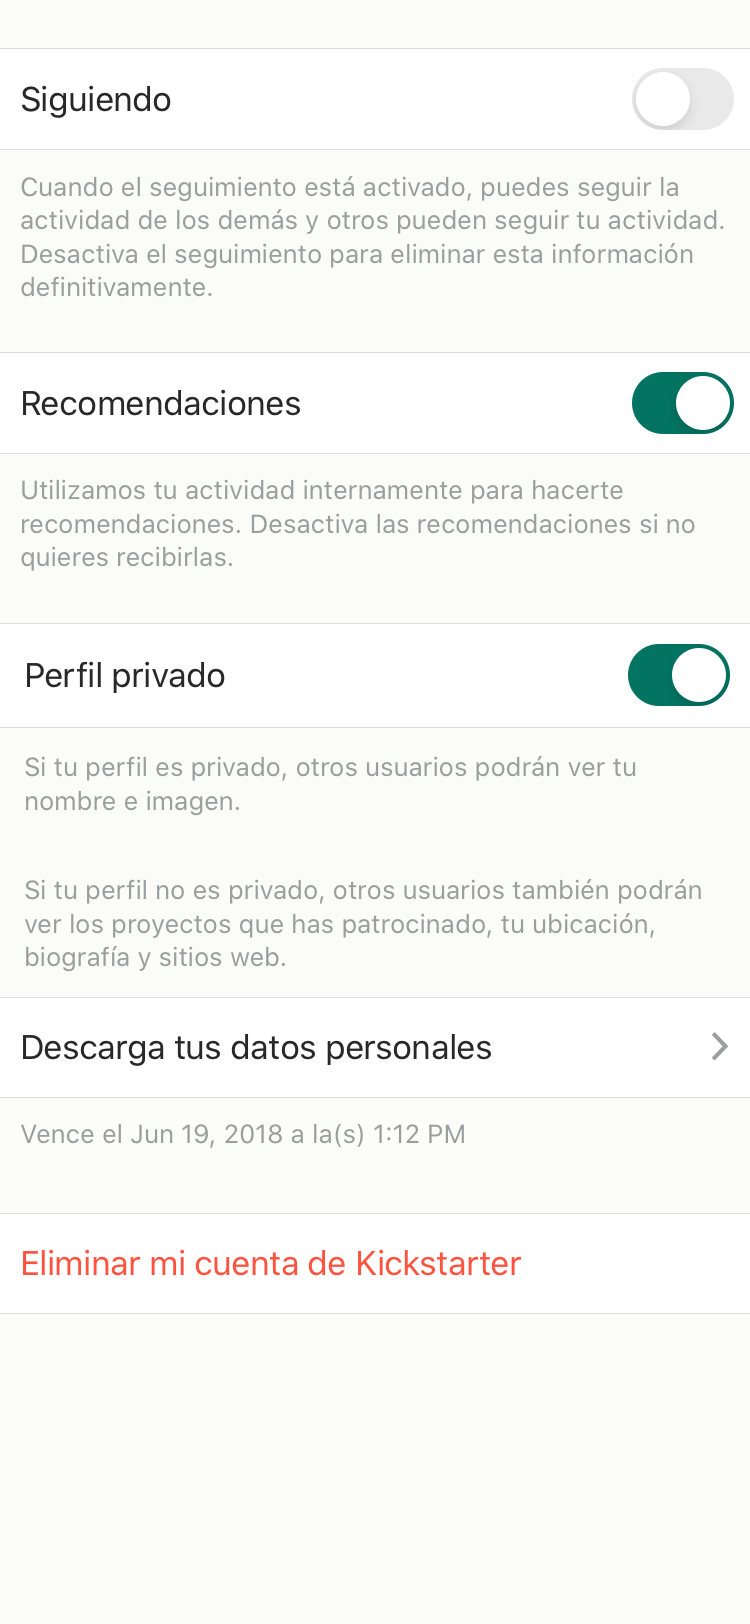 Siguiendo
Cuando el seguimiento está activado, puedes seguir la
actividad de los demás y otros pueden seguir tu actividad.
Desactiva el seguimiento para eliminar esta información
definitivamente.
Recomendaciones
Utilizamos tu actividad internamente para hacerte
recomendaciones. Desactiva las recomendaciones si no
quieres recibirlas.
Perfil privado
Si tu perfil es privado, otros usuarios podrán ver tu
nombre e imagen.
Si tu perfil no es privado, otros usuarios también podrán
ver los proyectos que has patrocinado, tu ubicación,
biografía y sitios web.
Descarga tus datos personales
Vence el Jun 19, 2018 a la(s) 1:12 PM
Eliminar mi cuenta de Kickstarter